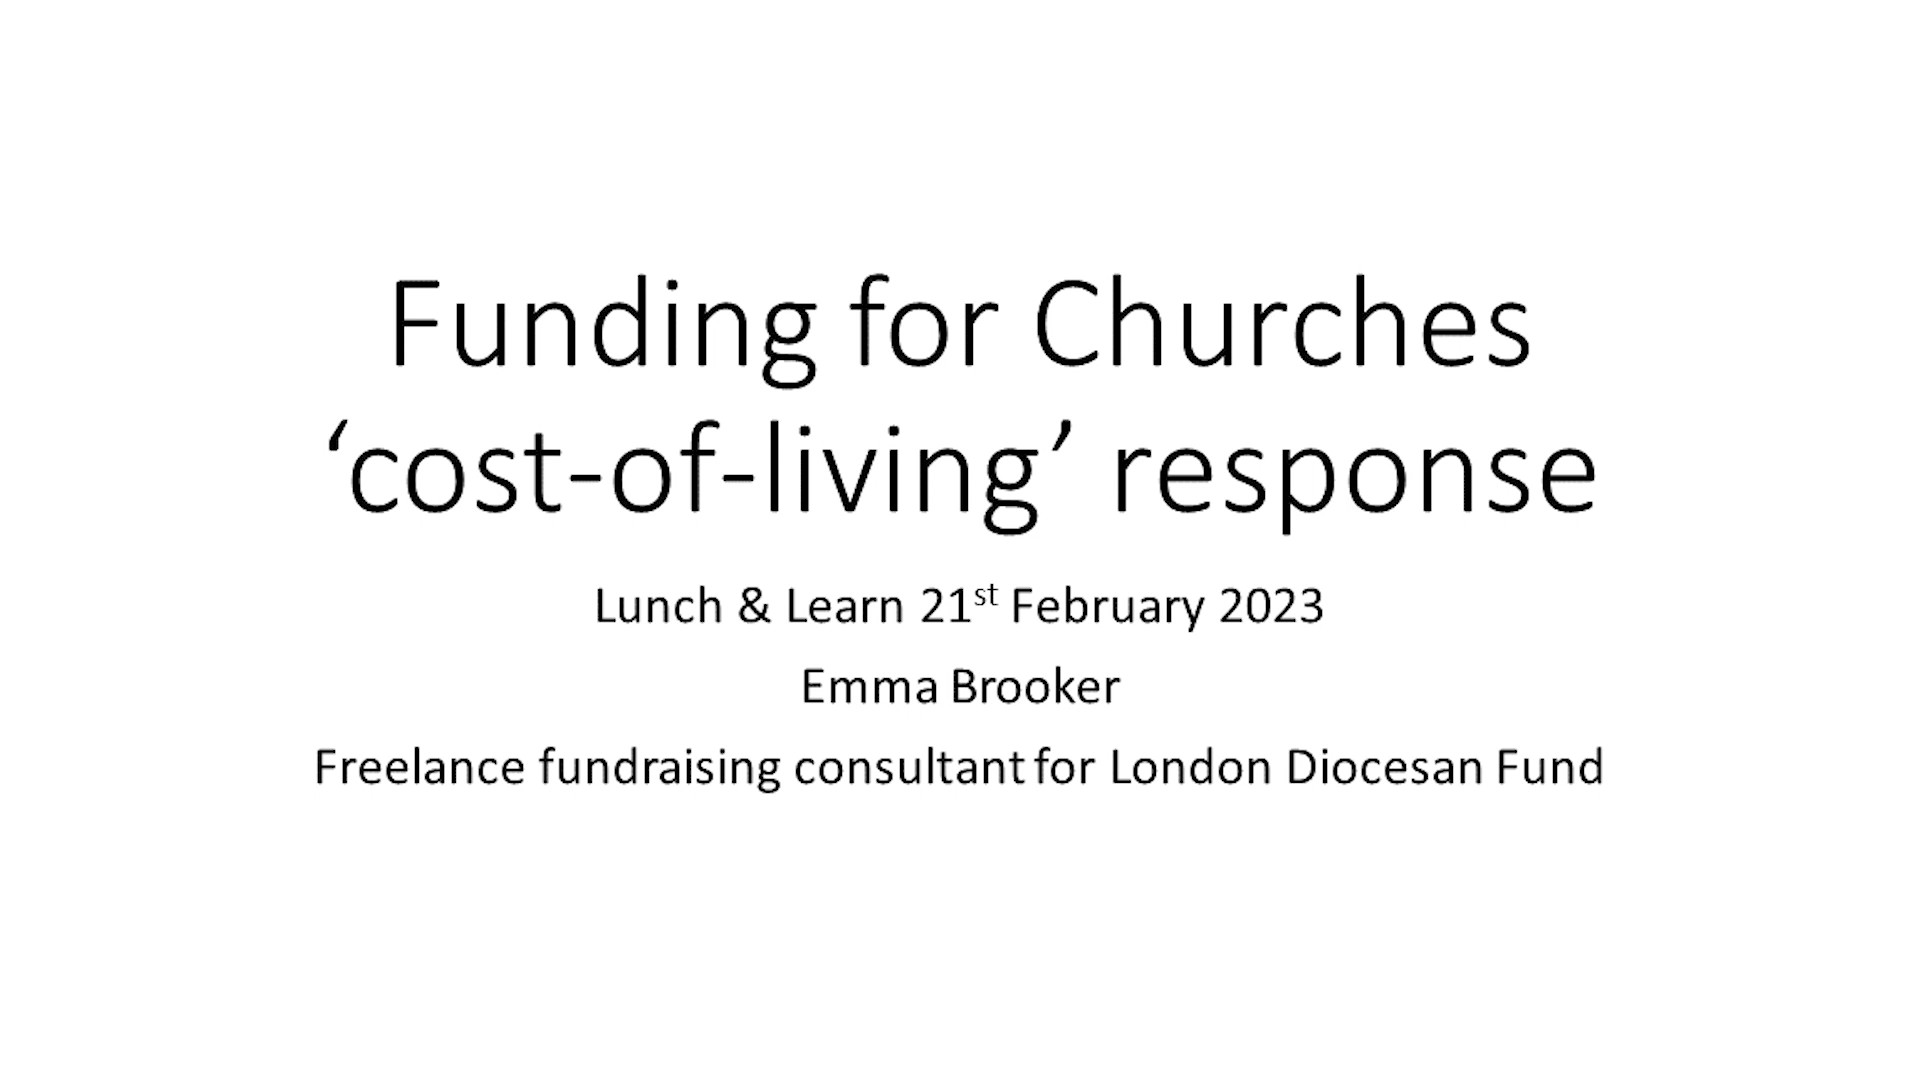 Funding for Churches
‘cost-of-living’ response
Lunch & Learn 21st February 2023
Emma Brooker
Freelance fundraising consultant for London Diocesan Fund